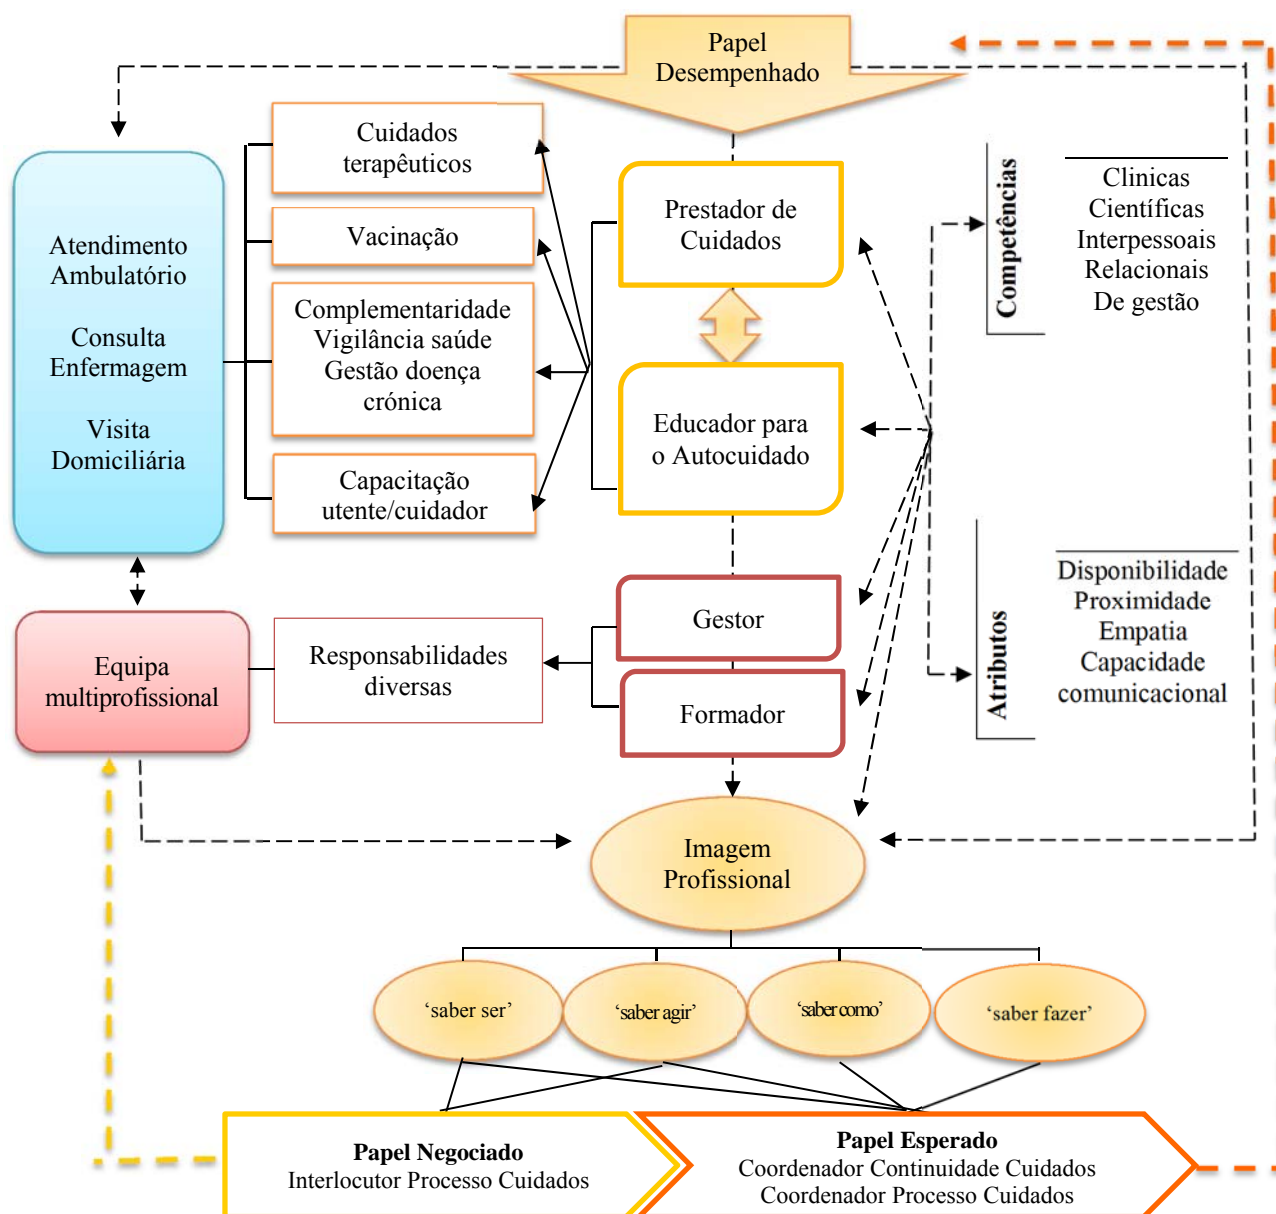 Papel
Desempenhado
Cuidados
terapêuticos
Vacinação
Complementaridade
Vigilância saúde
Gestão doença
crónica
Capacitação
utente/cuidador
Atendimento
Ambulatório
Consulta
Enfermagem
Visita
Domiciliária
Prestador de
Cuidados
Educador para
o Autocuidado
Competências
Clinicas
Científicas
Interpessoais
Relacionais
De gestão
Atributos
Disponibilidade
Proximidade
Empatia
Capacidade
comunicacional
Equipa
multiprofissional
Responsabilidades
diversas
Gestor
Formador
Imagem
Profissional
‘saber ser’
‘saber agir’
‘saber como’
‘saber fazer’
Papel Negociado
Interlocutor Processo Cuidados
Papel Esperado
Coordenador Continuidade Cuidados
Coordenador Processo Cuidados